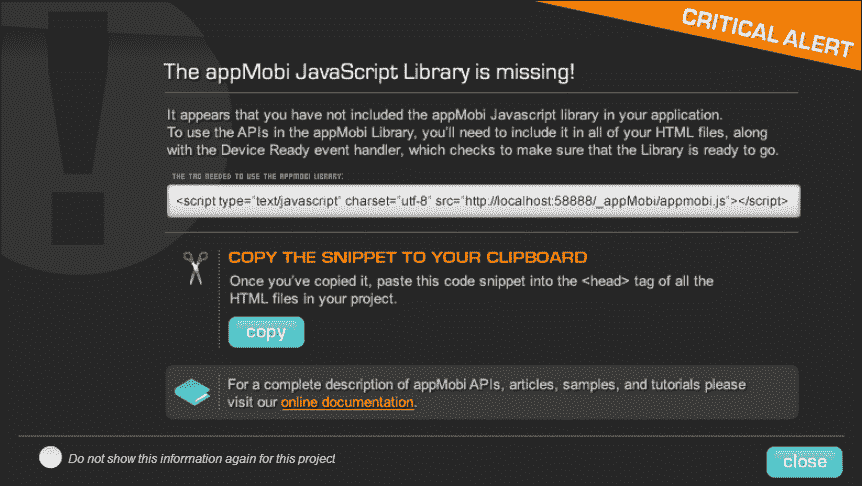 CRITICAL ALERT
The appMobi JavaScript Library is missing!
It appears that you have not included the appMobi Javascript library in your application.
To use the APIs in the appMobi Library, you'll need to include it in all of your HTML files, along
with the Device Ready event handler, which checks to make sure that the Library is ready to go.
THE TAG NEEDED TO USE THE APPMOBI LIBRARY:
<script type="text/javascript" charset="utf-8" src="http://localhost:58888/_appMobi/appmobi.js"></script>
COPY THE SNIPPET TO YOUR CLIPBOARD
Once you've copied it, paste this code snippet into the <head> tag of all the
HTML files in your project.
copy
For a complete description of appMobi APIs, articles, samples, and tutorials please
visit our online documentation.
Do not show this information again for this project
close